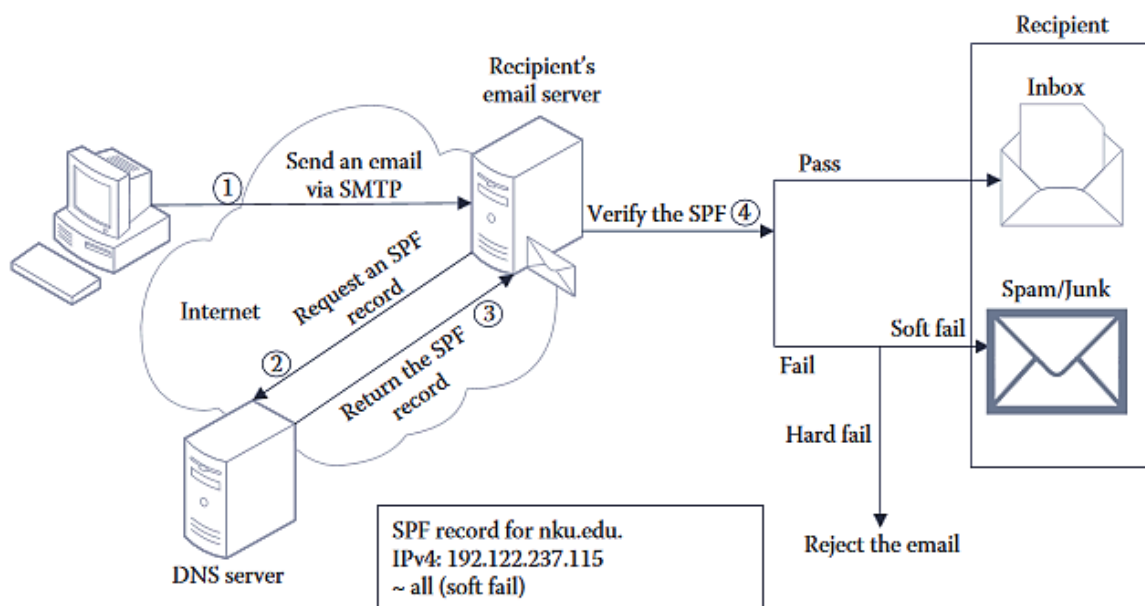 Recipient
Recipient's
email server
Inbox
Send an email
via SMTP
①
Pass
Verify the SPF ④
Request an SPF
record
Internet
③
②
Return the SPF
record
Spam/Junk
Soft fail
Fail
Hard fail
SPF record for nku.edu.
IPv4: 192.122.237.115
~ all (soft fail)
Reject the email
DNS server